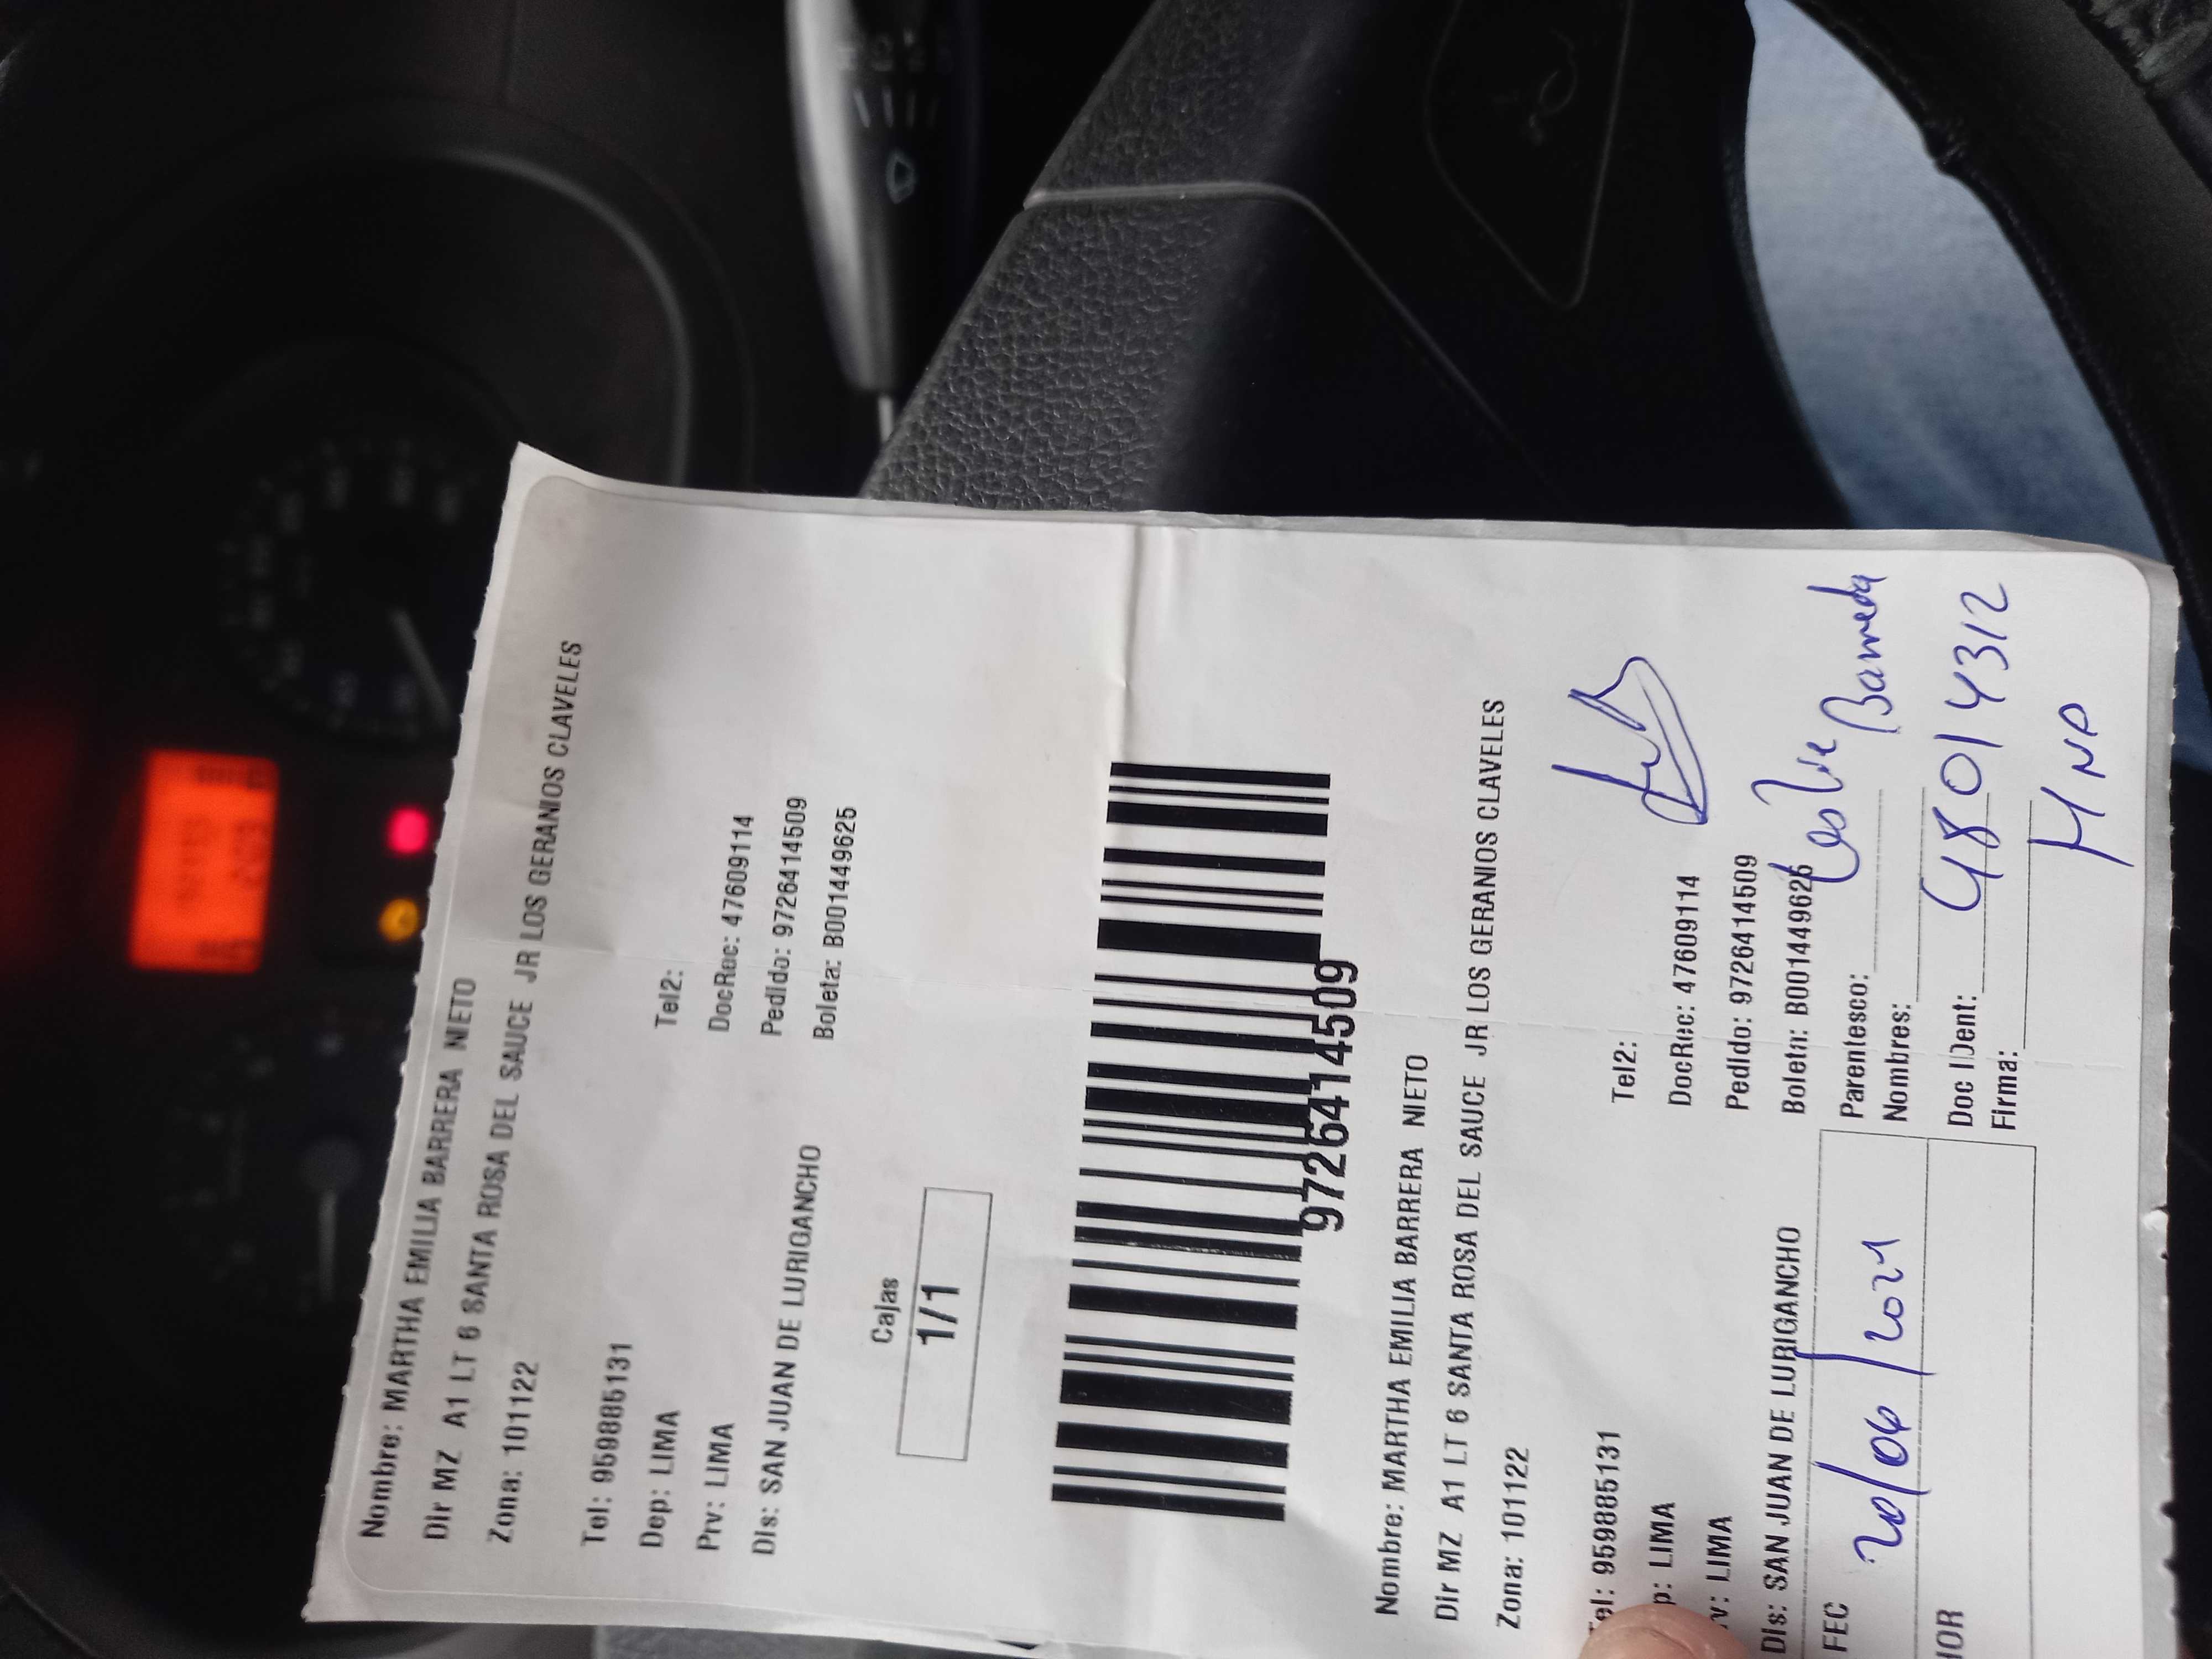 Nombre: MARTHA EMILIA BARRERA NIETO
Dir MZ A1 LT 6 SANTA ROSA DEL SAUCE JR LOS GERANIOS CLAVELES
Zona: 101122
Tel: 959885131 Tel2:
Dep: LIMA DocRec: 47609114
Prv: LIMA Pedido: 9726414509
Dis: SAN JUAN DE LURIGANCHO Boleta: B001449625
Cajas
1/1
9726414509
Nombre: MARTHA EMILIA BARRERA NIETO
Dir MZ A1 LT 6 SANTA ROSA DEL SAUCE JR LOS GERANIOS CLAVELES
Zona: 101122
Tel: 959885131 Tel2:
p: LIMA DocRec: 47609114
v: LIMA Pedido: 9726414509
Dis: SAN JUAN DE LURIGANCHO Boleta: B001449625
FEC 20/04/2021 Parentesco:
Nombres:
IOR Doc IDent: 48014312
Firma: